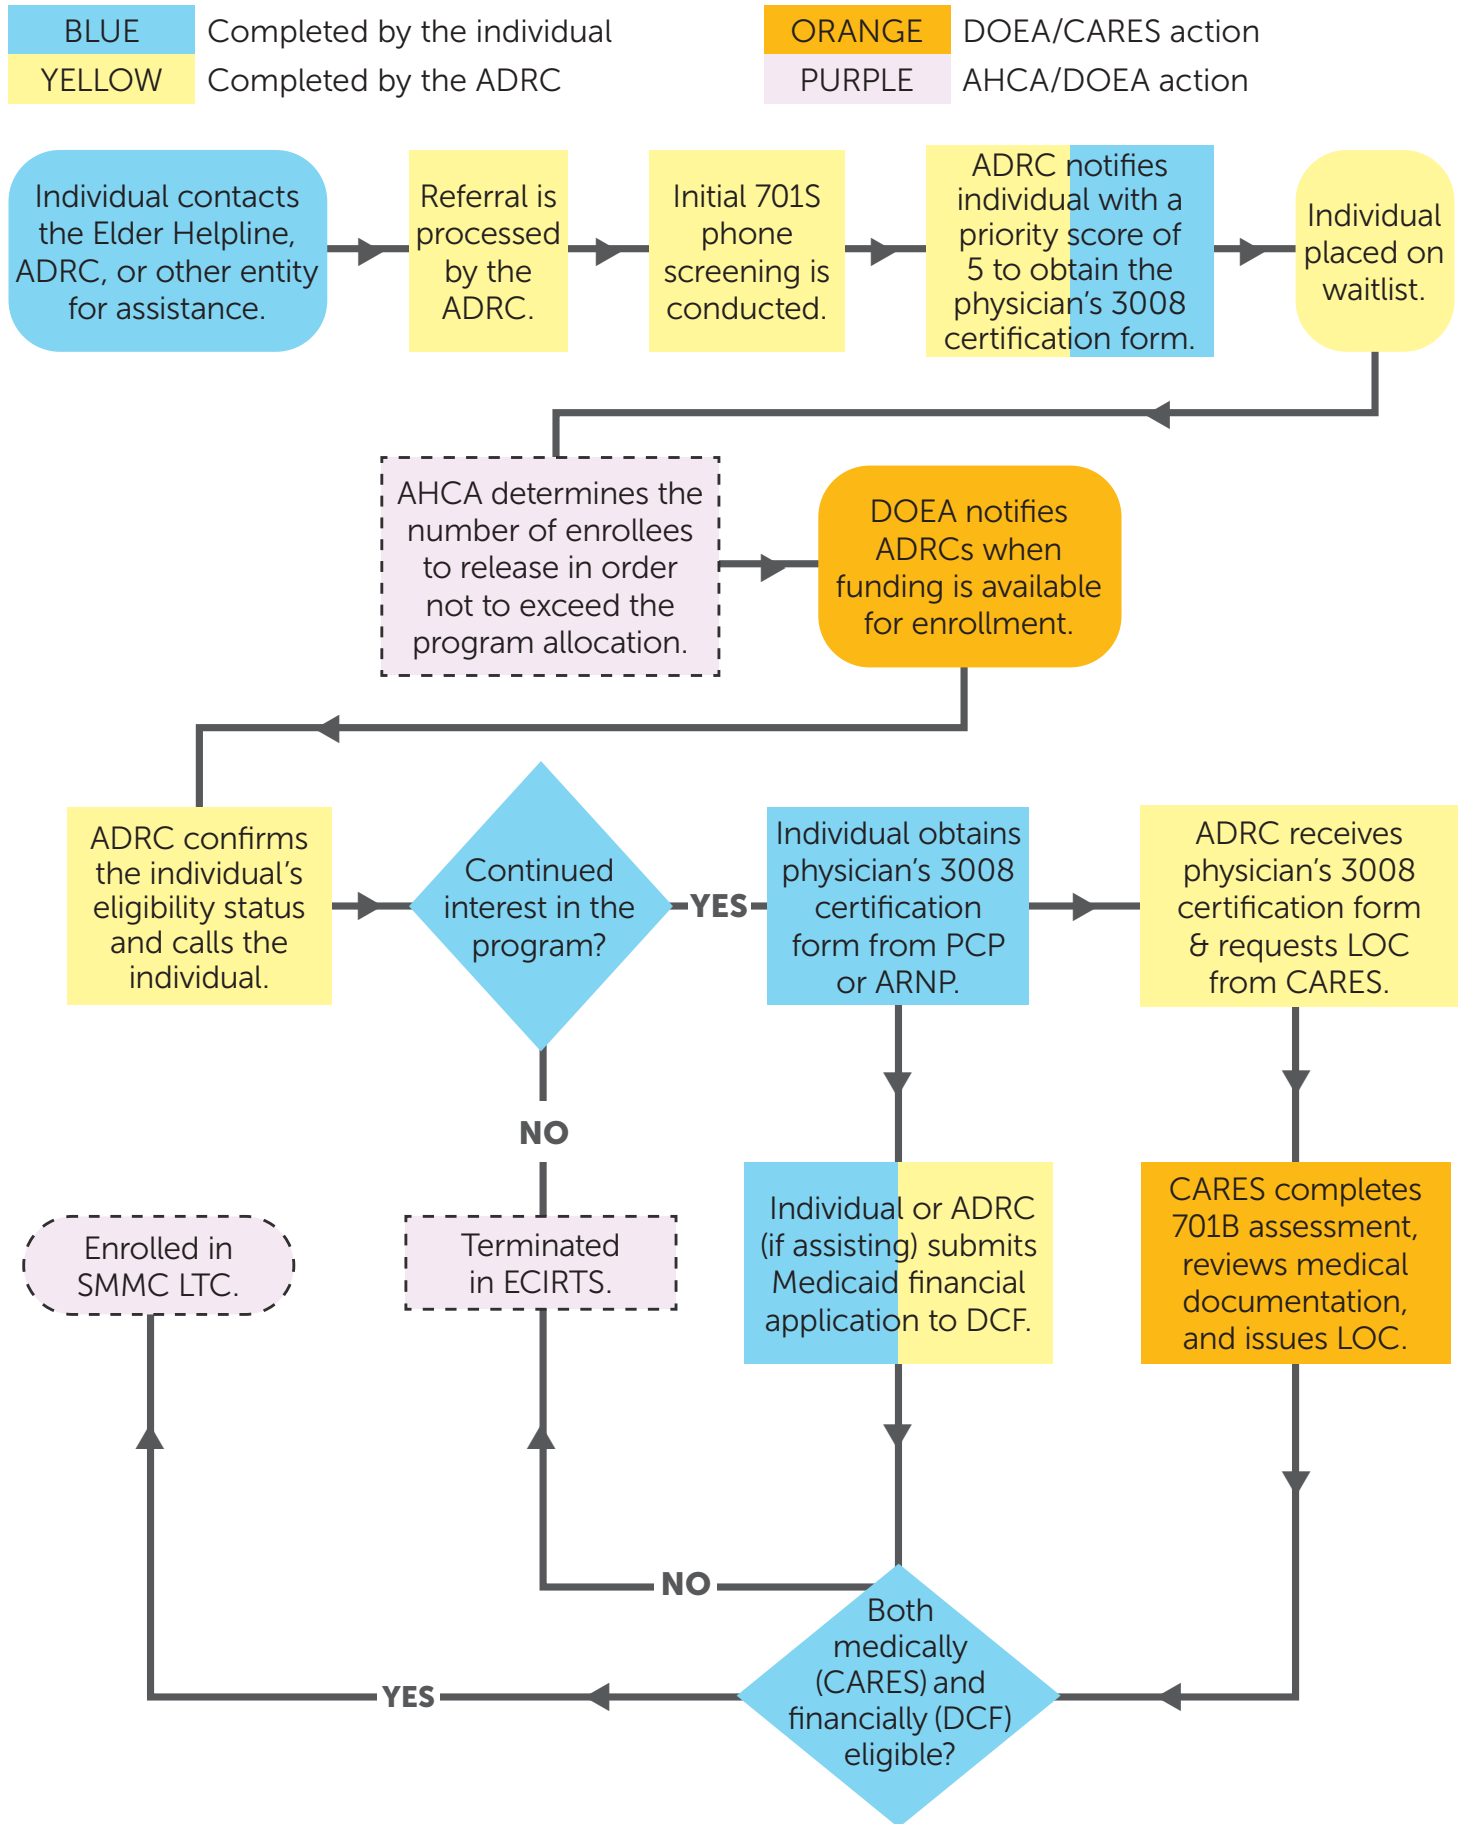 BLUE Completed by the individual
YELLOW Completed by the ADRC
ORANGE DOEA/CARES action
PURPLE AHCA/DOEA action
Individual contacts
the Elder Helpline,
ADRC, or other entity
for assistance.
Referral is
processed
by the
ADRC.
Initial 701S
phone
screening is
conducted.
ADRC notifies
individual with a
priority score of
5 to obtain the
physician’s 3008
certification form.
Individual
placed on
waitlist.
AHCA determines the
number of enrollees
to release in order
not to exceed the
program allocation.
DOEA notifies
ADRCs when
funding is available
for enrollment.
ADRC confirms
the individual’s
eligibility status
and calls the
individual.
Continued
interest in the
program?
YES
Individual obtains
physician’s 3008
certification
form from PCP
or ARNP.
ADRC receives
physician’s 3008
certification form
& requests LOC
from CARES.
NO
Enrolled in
SMMC LTC.
Terminated
in ECIRTS.
Individual or ADRC
(if assisting) submits
Medicaid financial
application to DCF.
CARES completes
701B assessment,
reviews medical
documentation,
and issues LOC.
NO
Both
medically
(CARES) and
financially (DCF)
eligible?
YES